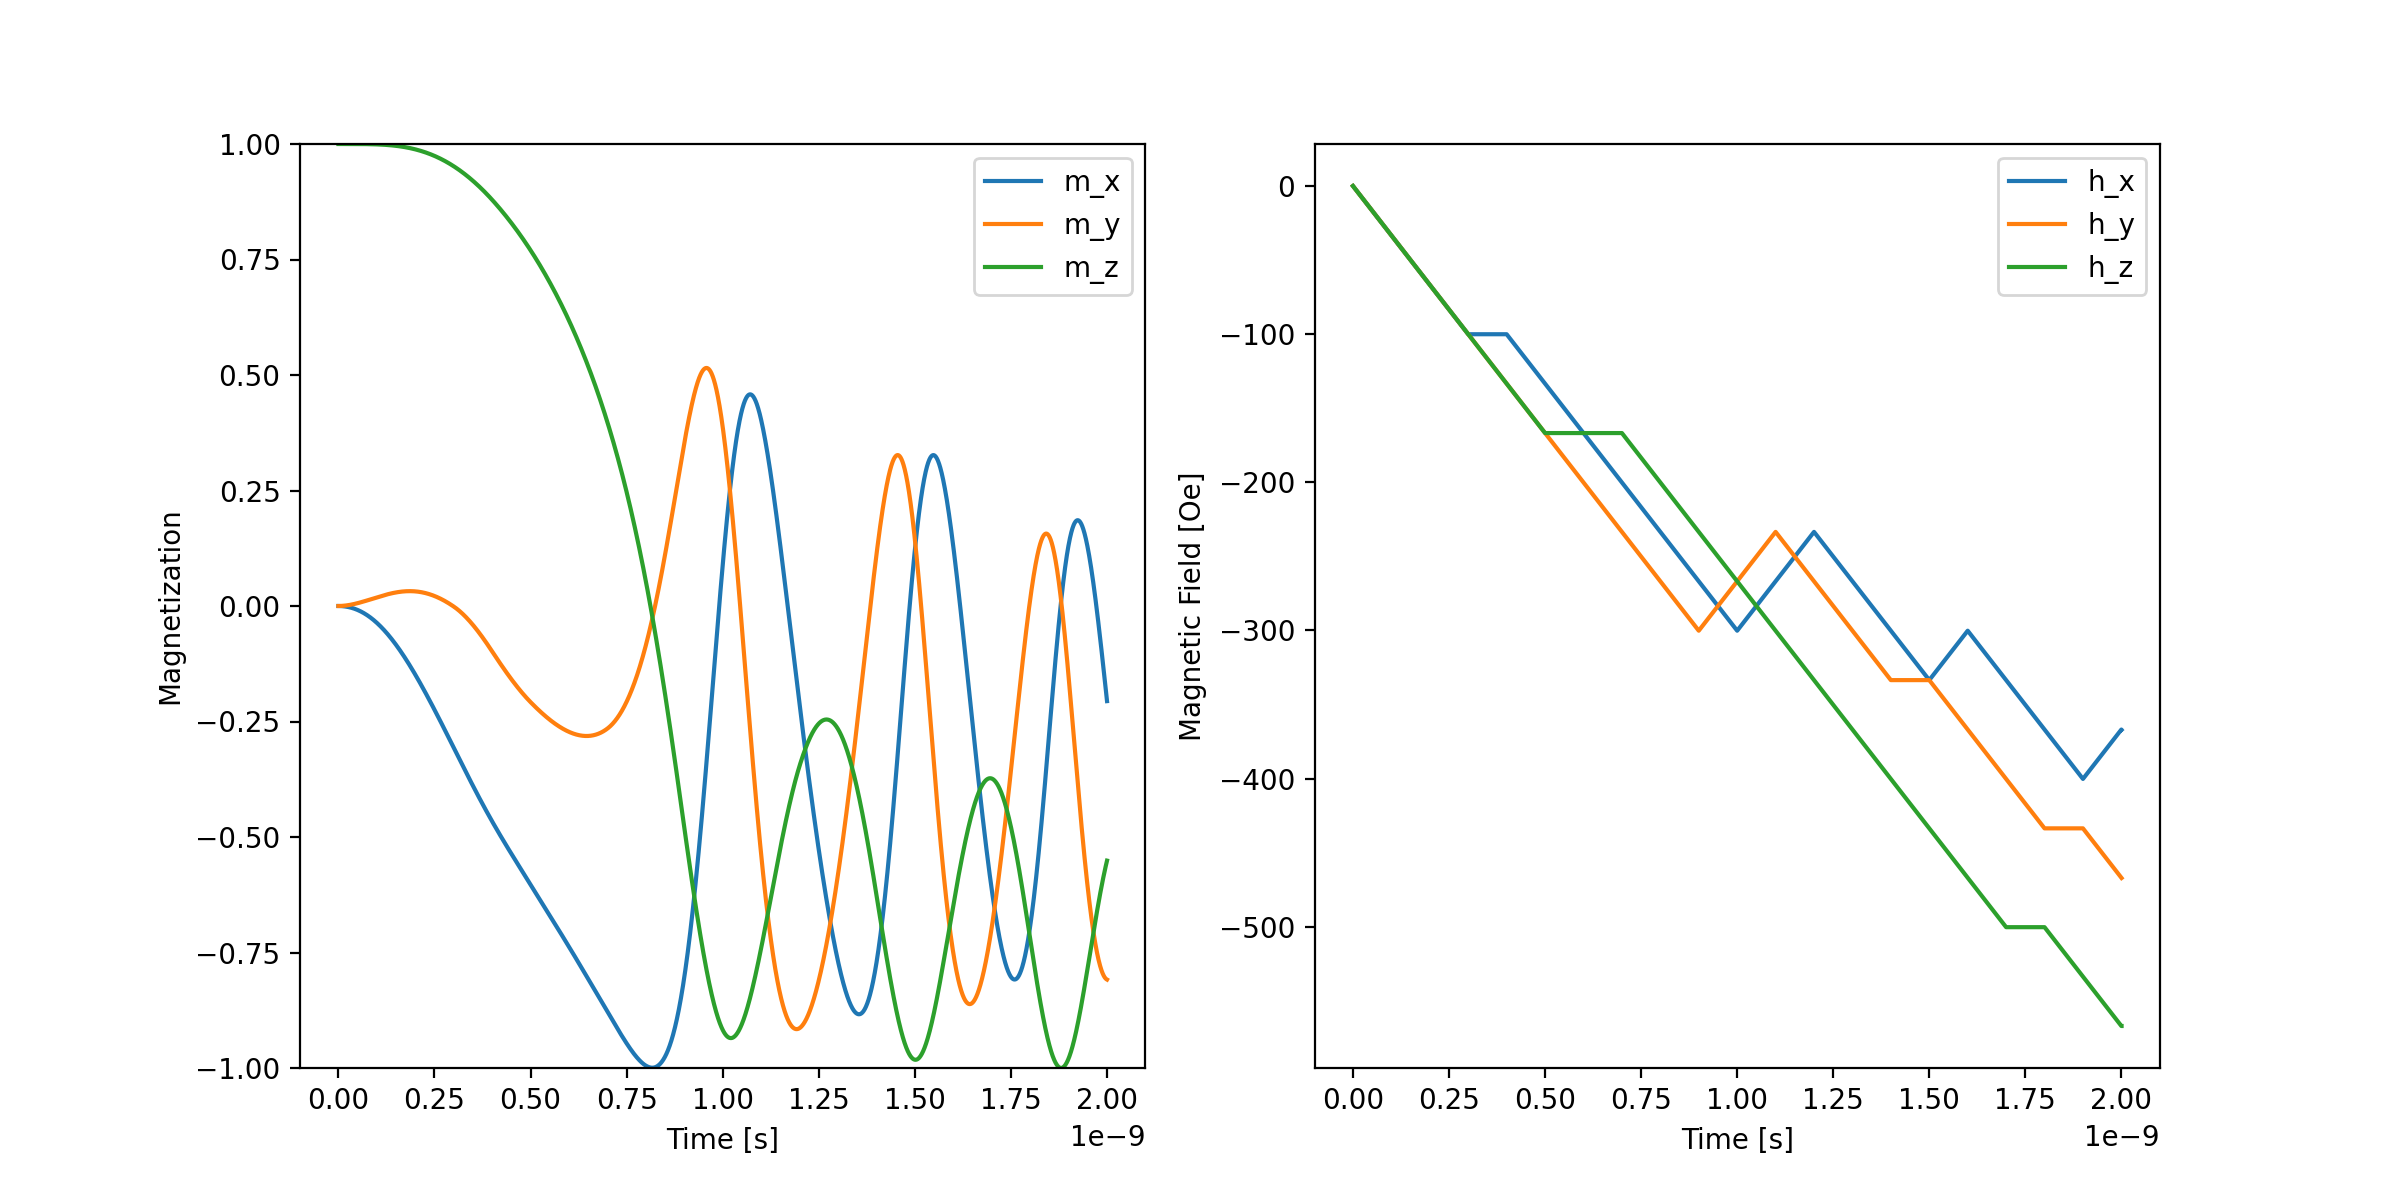 Magnetization
1.00
0.75
0.50
0.25
0.00
−0.25
−0.50
−0.75
−1.00
m_x
m_y
m_z
0.00 0.25 0.50 0.75 1.00 1.25 1.50 1.75 2.00
Time [s]
1e−9
Magnetic Field [Oe]
0
−100
−200
−300
−400
−500
h_x
h_y
h_z
0.00 0.25 0.50 0.75 1.00 1.25 1.50 1.75 2.00
Time [s]
1e−9